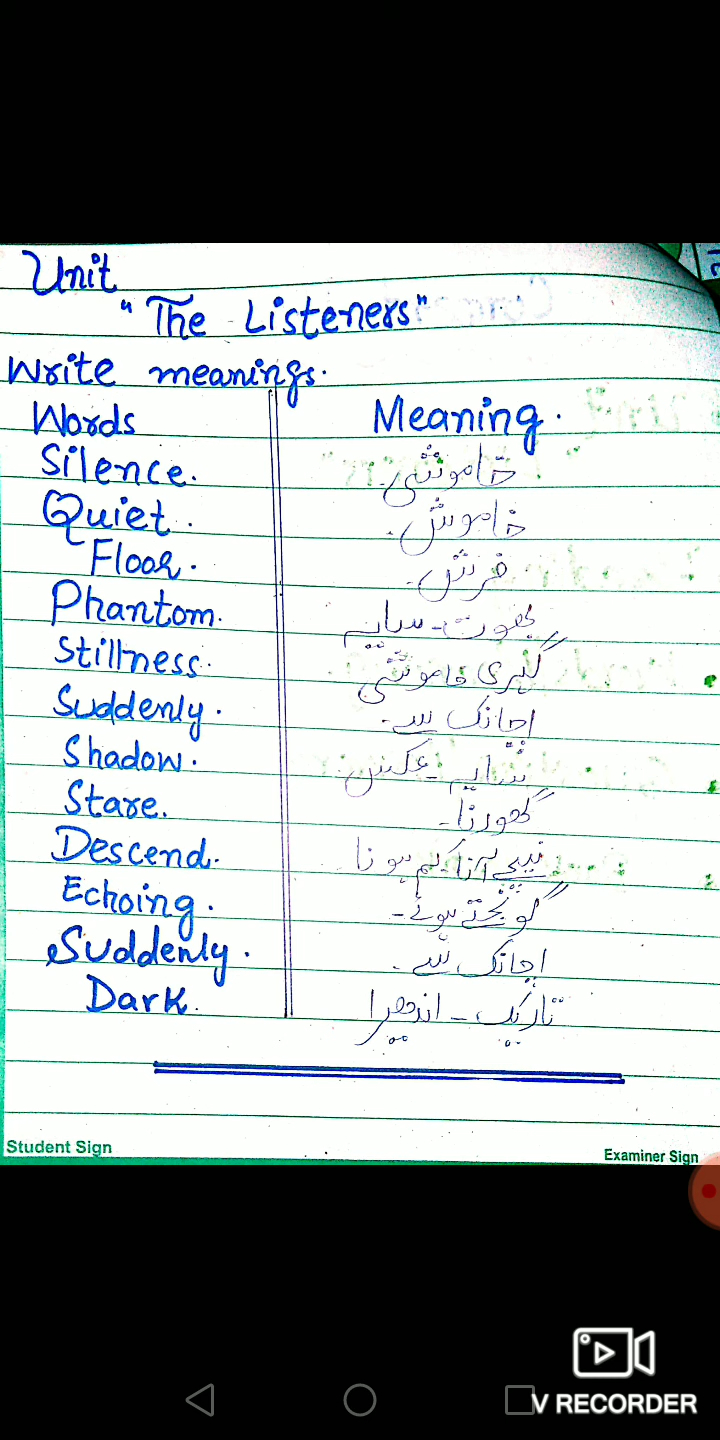 Unit
"The Listeners"
Write meanings.
Words Meaning.
Silence. خاموشی۔
Quiet. خاموش۔
Floor. فرش۔
Phantom. بھوت۔سایہ
Stillness. گہری خاموشی
Suddenly. اچانک سے۔
Shadow. سایہ۔عکس
Stare. گھورنا۔
Descend. نیچے آنا، کم ہونا
Echoing. گونجتے ہوئے۔
Suddenly. اچانک سے۔
Dark. تاریک۔ اندھیرا
Student Sign Examiner Sign
V RECORDER